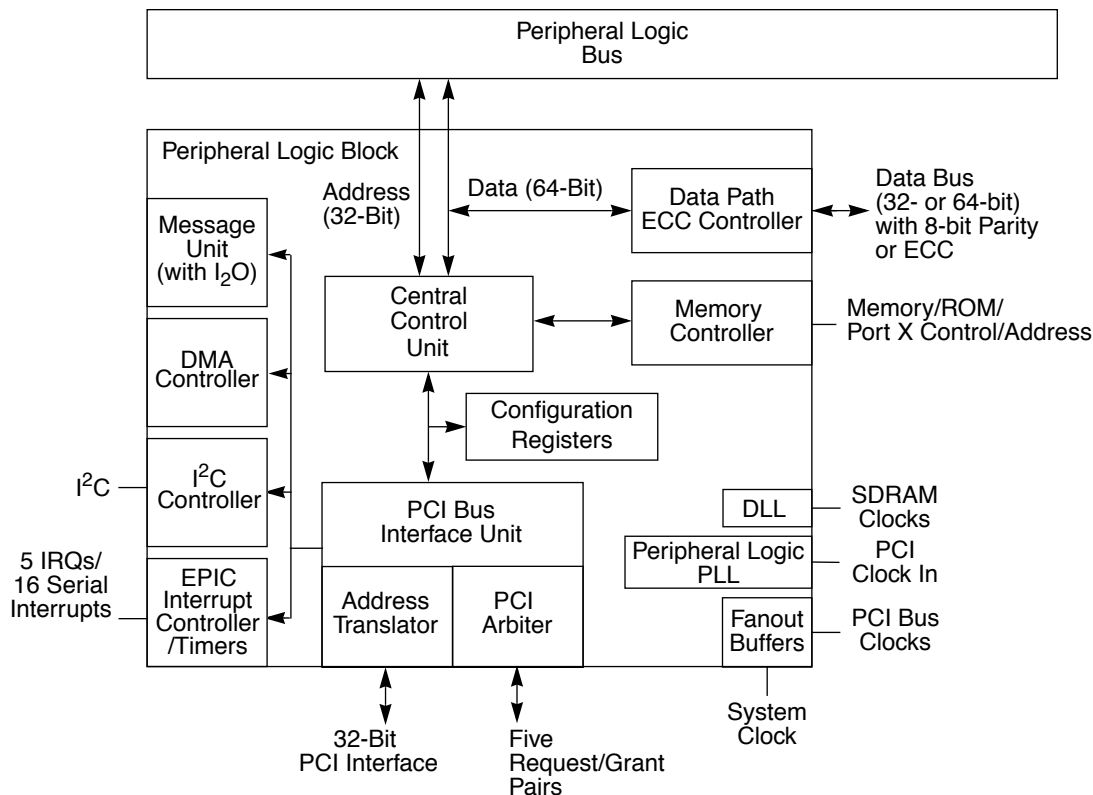 Peripheral Logic
Bus
Peripheral Logic Block
Address
(32-Bit)
Data (64-Bit)
Data Path
ECC Controller
Data Bus
(32- or 64-bit)
with 8-bit Parity
or ECC
Message
Unit
(with I₂O)
Central
Control
Unit
Memory
Controller
Memory/ROM/
Port X Control/Address
DMA
Controller
Configuration
Registers
I²C
I²C
Controller
PCI Bus
Interface Unit
DLL
SDRAM
Clocks
5 IRQs/
16 Serial
Interrupts
EPIC
Interrupt
Controller
/Timers
Address
Translator
PCI
Arbiter
Peripheral Logic
PLL
PCI
Clock In
Fanout
Buffers
PCI Bus
Clocks
System
Clock
32-Bit
PCI Interface
Five
Request/Grant
Pairs